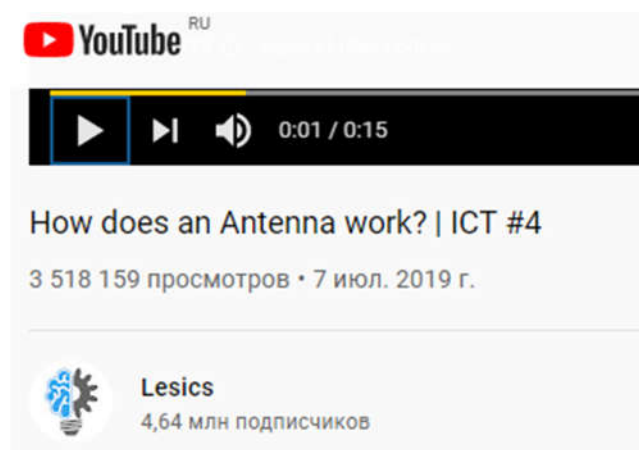 YouTube RU
0:01 / 0:15
How does an Antenna work? | ICT #4
3 518 159 просмотров • 7 июл. 2019 г.
Lesics
4,64 млн подписчиков